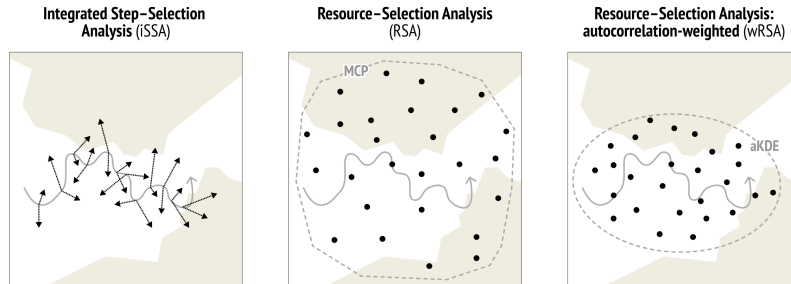 Integrated Step–Selection
Analysis (iSSA)
Resource–Selection Analysis
(RSA)
Resource–Selection Analysis:
autocorrelation-weighted (wRSA)
MCP
aKDE